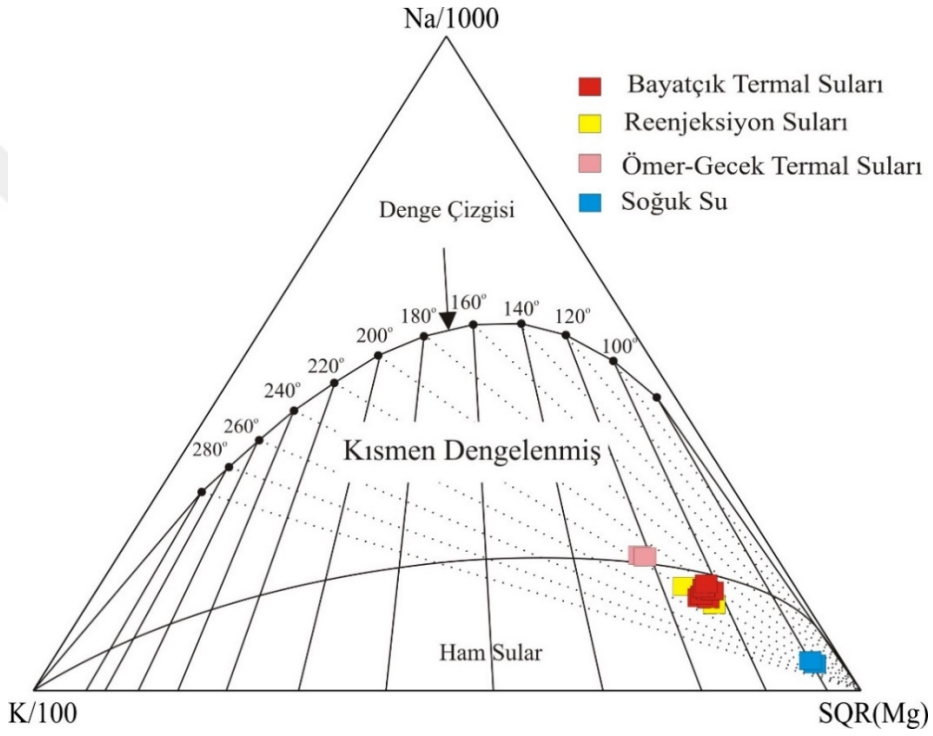 Na/1000
Bayatçık Termal Suları
Reenjeksiyon Suları
Ömer-Gecek Termal Suları
Soğuk Su
Denge Çizgisi
160°
140°
180°
120°
200°
100°
220°
240°
260°
280°
Kısmen Dengelenmiş
Ham Sular
K/100
SQR(Mg)